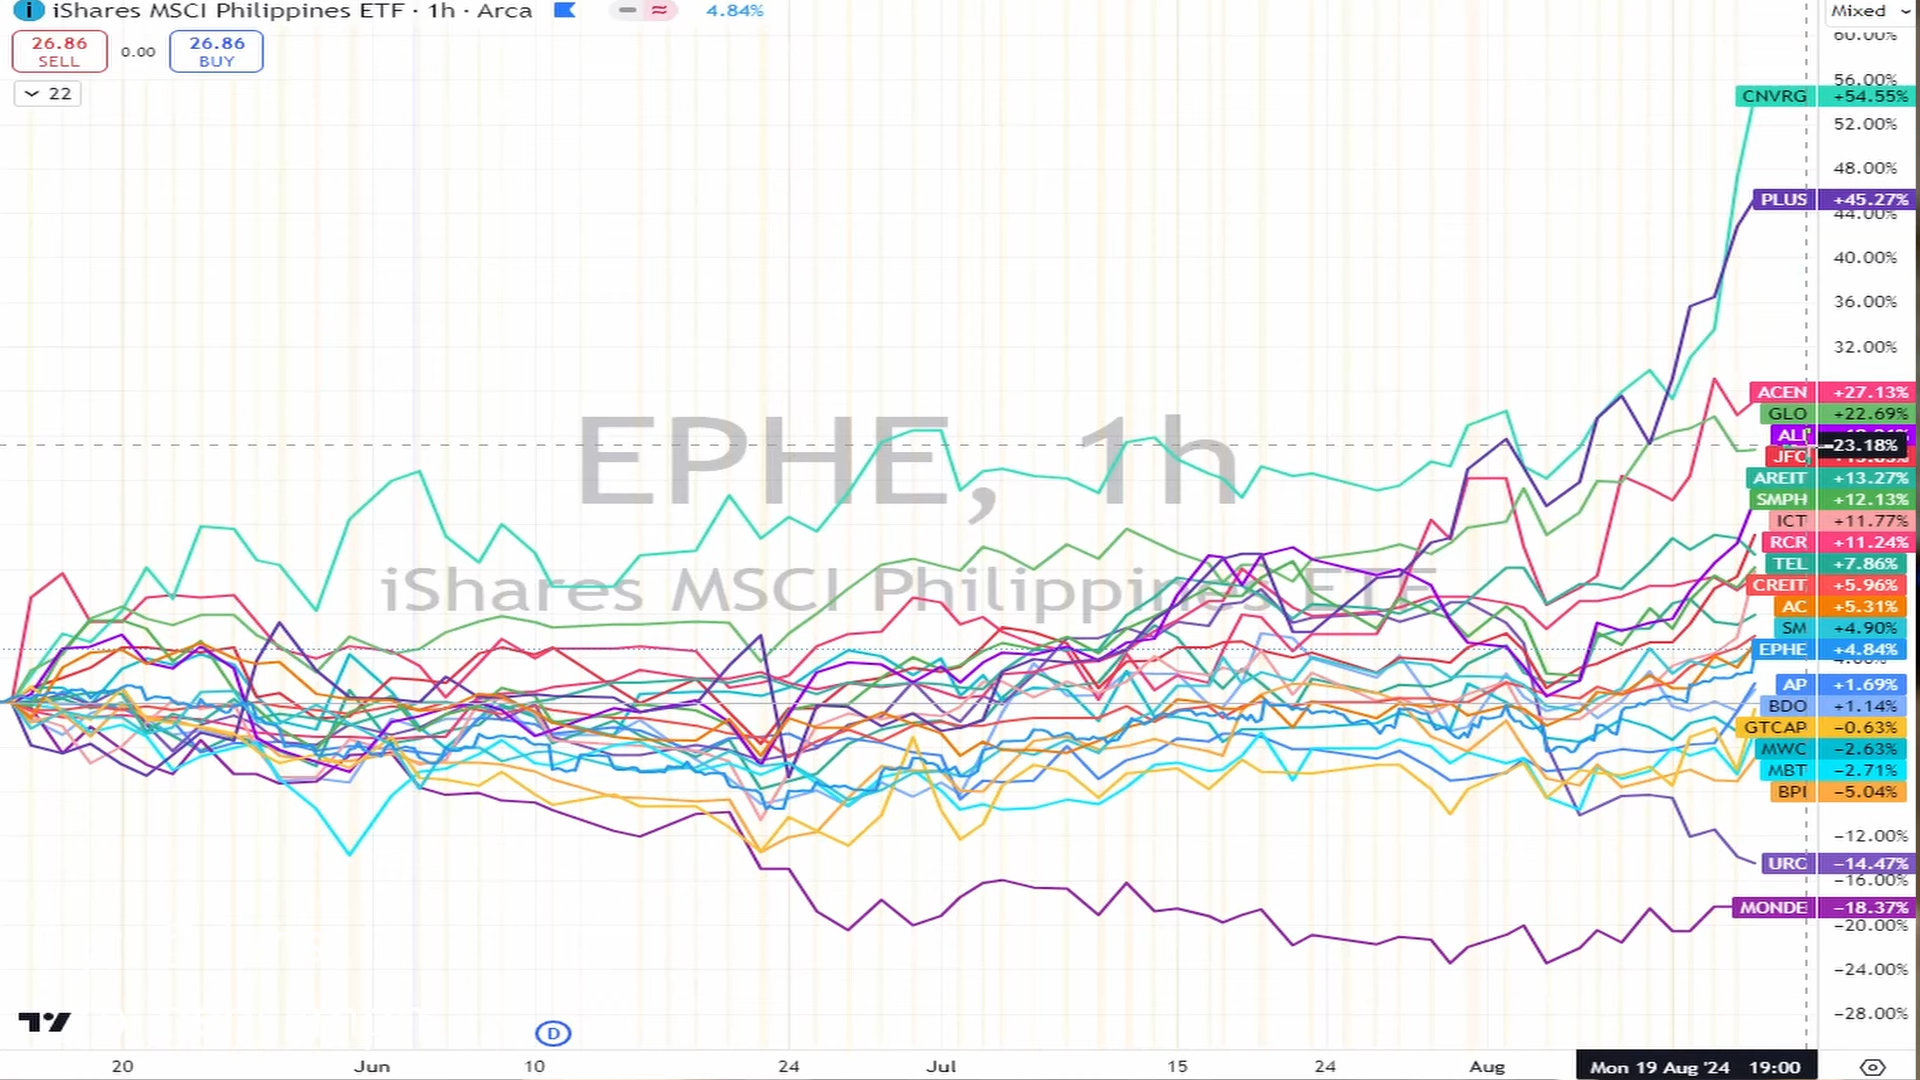 iShares MSCI Philippines ETF · 1h · Arca 4.84% Mixed
26.86 SELL 0.00 26.86 BUY
22
EPHE, 1h
iShares MSCI Philippines ETF
60.00%
56.00%
CNVRG +54.55%
52.00%
48.00%
PLUS +45.27%
44.00%
40.00%
36.00%
32.00%
ACEN +27.13%
GLO +22.69%
ALI
−23.18%
JFC
AREIT +13.27%
SMPH +12.13%
ICT +11.77%
RCR +11.24%
TEL +7.86%
CREIT +5.96%
AC +5.31%
SM +4.90%
EPHE +4.84%
AP +1.69%
BDO +1.14%
GTCAP −0.63%
MWC −2.63%
MBT −2.71%
BPI −5.04%
−12.00%
URC −14.47%
−16.00%
MONDE −18.37%
−20.00%
−24.00%
−28.00%
D
20 Jun 10 24 Jul 15 24 Aug Mon 19 Aug '24 19:00